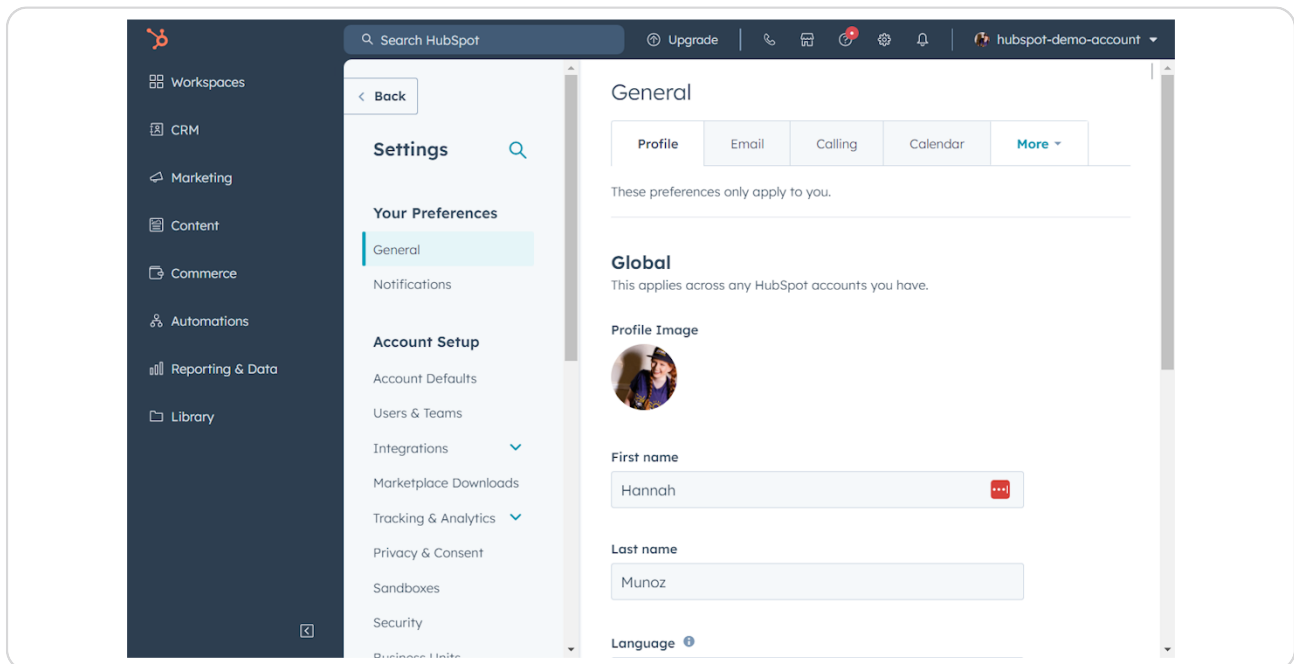 Search HubSpot
Upgrade
hubspot-demo-account
Workspaces
CRM
Marketing
Content
Commerce
Automations
Reporting & Data
Library
Back
Settings
Your Preferences
General
Notifications
Account Setup
Account Defaults
Users & Teams
Integrations
Marketplace Downloads
Tracking & Analytics
Privacy & Consent
Sandboxes
Security
Business Units
General
Profile Email Calling Calendar More
These preferences only apply to you.
Global
This applies across any HubSpot accounts you have.
Profile Image
First name
Hannah
Last name
Munoz
Language